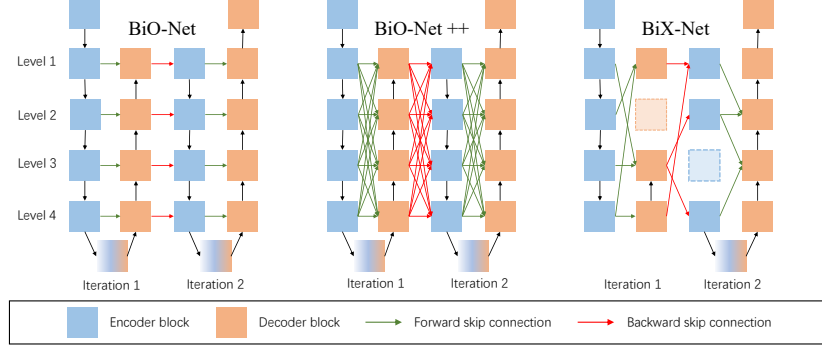 BiO-Net
BiO-Net ++
BiX-Net
Level 1
Level 2
Level 3
Level 4
Iteration 1
Iteration 2
Iteration 1
Iteration 2
Iteration 1
Iteration 2
Encoder block
Decoder block
Forward skip connection
Backward skip connection